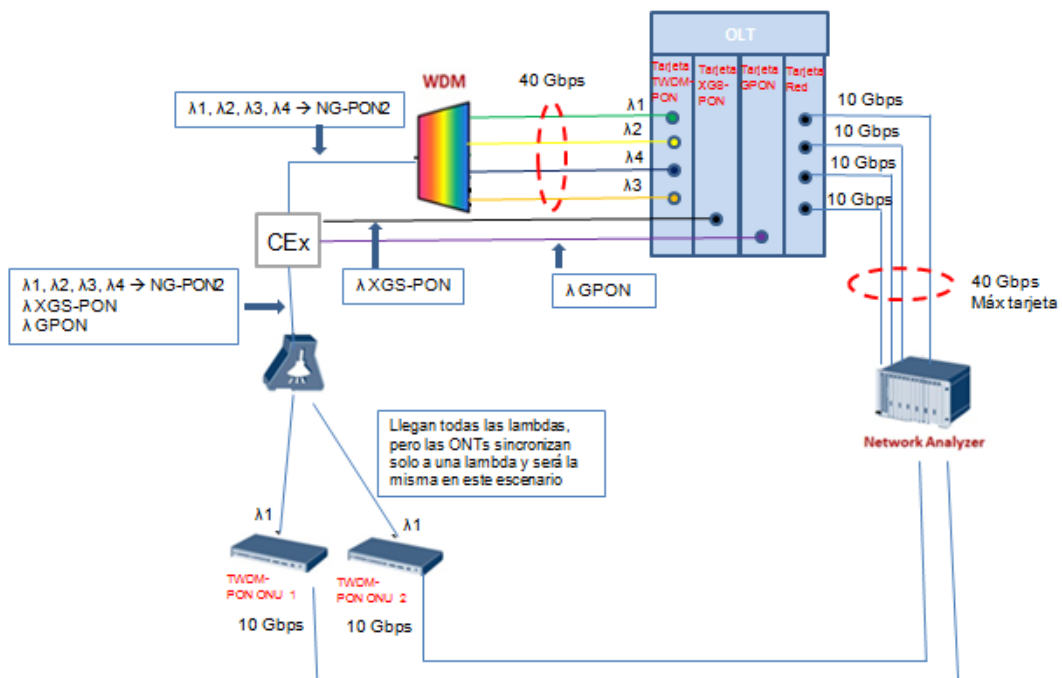 OLT
WDM
40 Gbps
Tarjeta
TWDM-
PON
Tarjeta
XGS-
PON
Tarjeta
GPON
Tarjeta
Red
10 Gbps
10 Gbps
10 Gbps
10 Gbps
λ1
λ2
λ4
λ3
λ1, λ2, λ3, λ4 → NG-PON2
CEx
λ1, λ2, λ3, λ4 → NG-PON2
λ XGS-PON
λ GPON
λ XGS-PON
λ GPON
40 Gbps
Máx tarjeta
Network Analyzer
Llegan todas las lambdas,
pero las ONTs sincronizan
solo a una lambda y será la
misma en este escenario
λ1
λ1
TWDM-
PON ONU 1
TWDM-
PON ONU 2
10 Gbps
10 Gbps